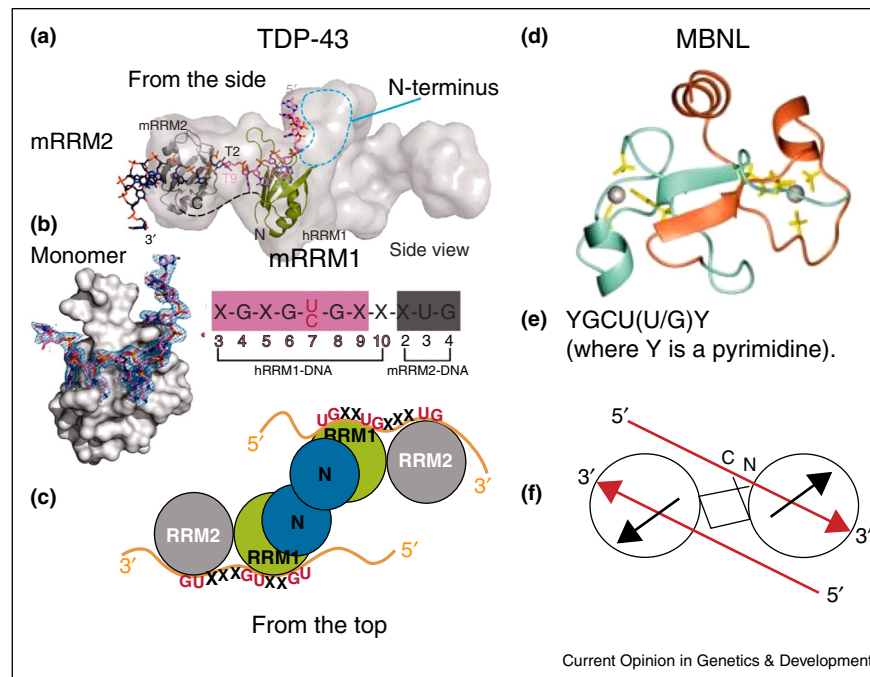 (a)
TDP-43
From the side
5′
N-terminus
mRRM2
mRRM2
T2
T9
C
N
hRRM1
3′
mRRM1
Side view
(b)
Monomer
X-G-X-G-U-G-X-X-X-U-G
C
3 4 5 6 7 8 9 10 2 3 4
hRRM1-DNA
mRRM2-DNA
(c)
5′
UGXXUGXXXUG
RRM1
RRM2
N
3′
RRM2
N
RRM1
5′
3′
GUXXXGUXXGU
From the top
(d)
MBNL
(e) YGCU(U/G)Y
(where Y is a pyrimidine).
(f)
5′
C
N
3′
3′
5′
Current Opinion in Genetics & Development